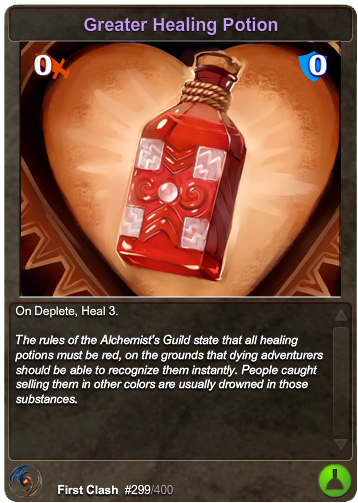 Greater Healing Potion
0 0
On Deplete, Heal 3.
The rules of the Alchemist's Guild state that all healing
potions must be red, on the grounds that dying adventurers
should be able to recognize them instantly. People caught
selling them in other colors are usually drowned in those
substances.
First Clash #299/400